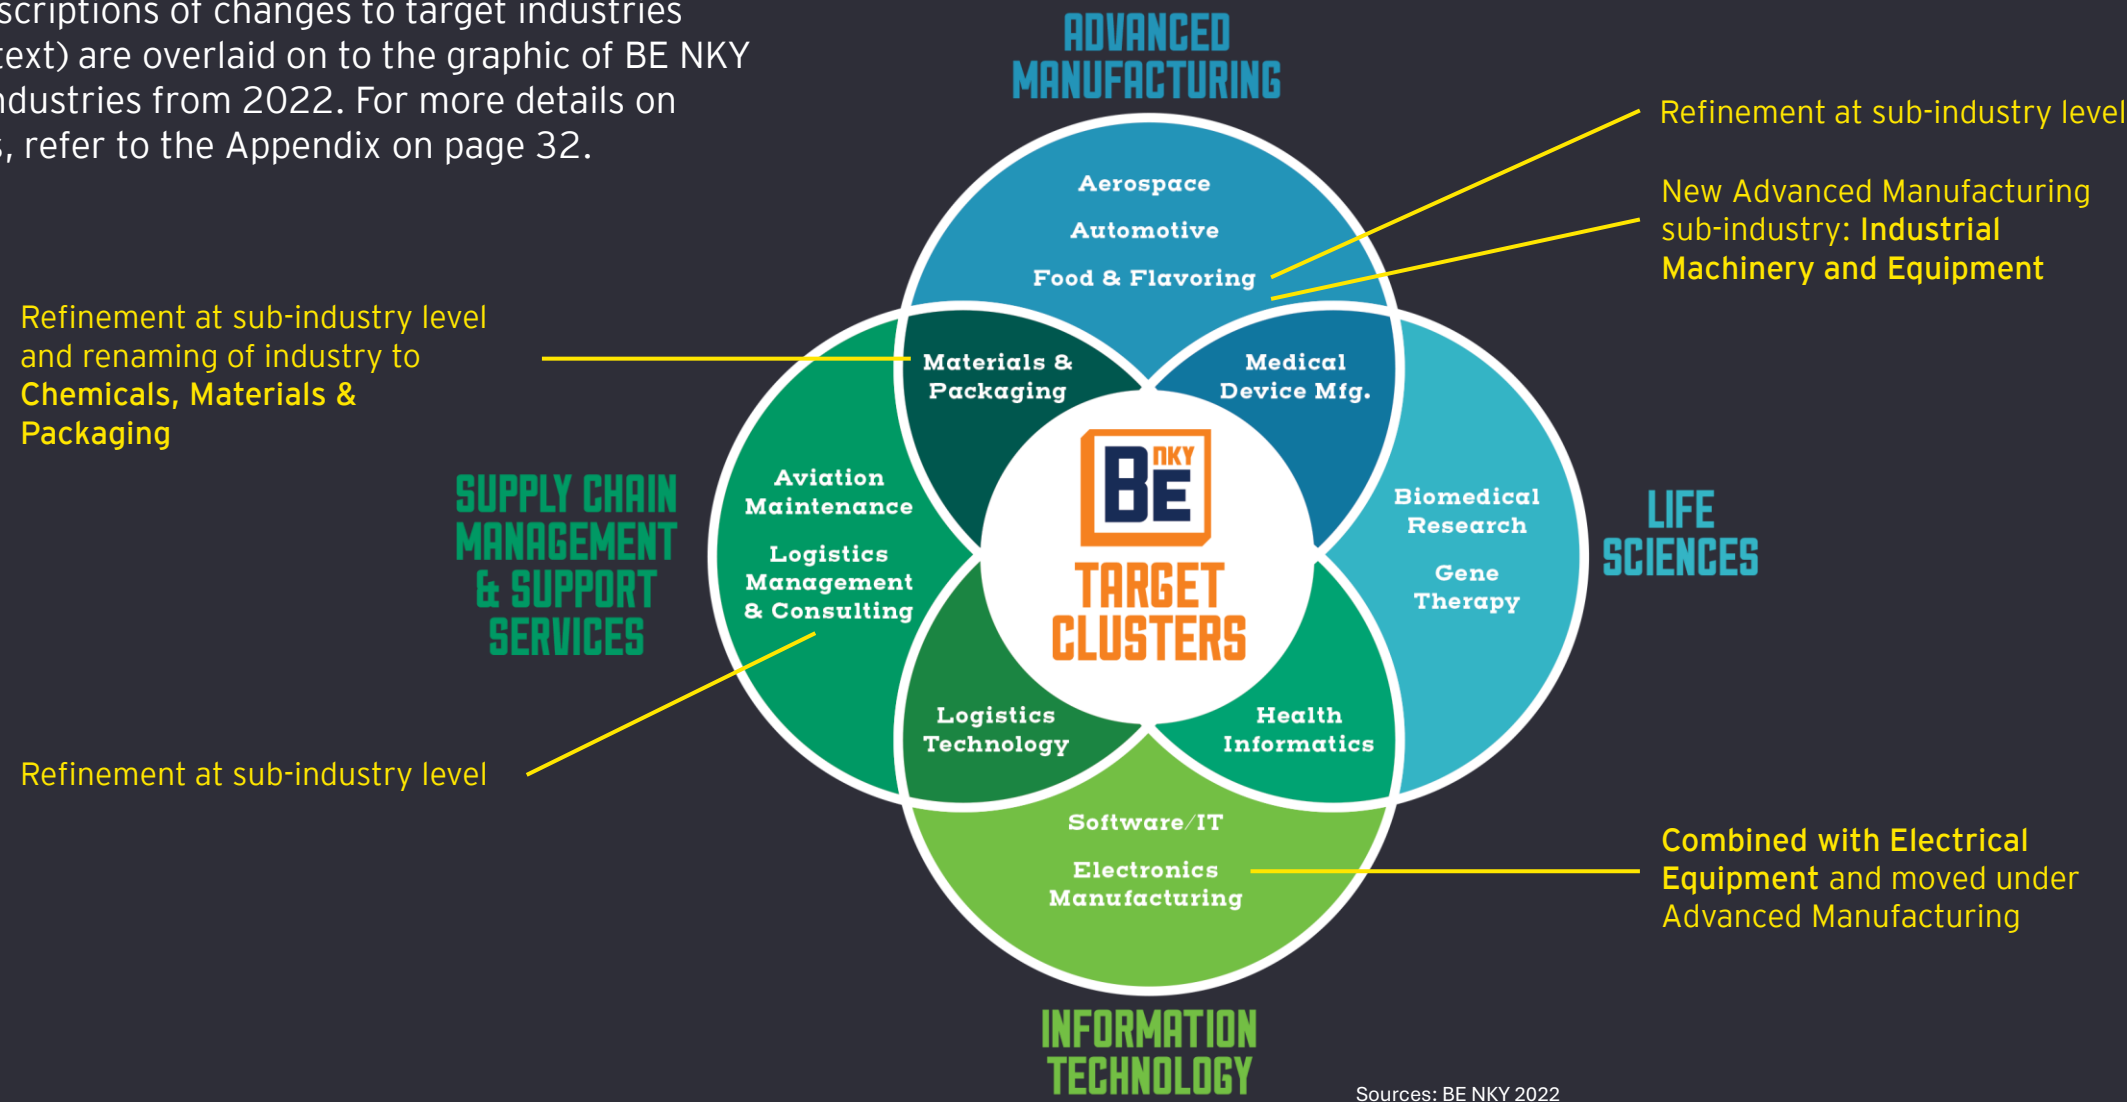 scriptions of changes to target industries
text) are overlaid on to the graphic of BE NKY
ndustries from 2022. For more details on
s, refer to the Appendix on page 32.
ADVANCED
MANUFACTURING
Aerospace
Automotive
Food & Flavoring
Refinement at sub-industry level
New Advanced Manufacturing
sub-industry: Industrial
Machinery and Equipment
Refinement at sub-industry level
and renaming of industry to
Chemicals, Materials &
Packaging
Materials &
Packaging
Medical
Device Mfg.
SUPPLY CHAIN
MANAGEMENT
& SUPPORT
SERVICES
Aviation
Maintenance
Logistics
Management
& Consulting
BE NKY
TARGET
CLUSTERS
Biomedical
Research
Gene
Therapy
LIFE
SCIENCES
Refinement at sub-industry level
Logistics
Technology
Health
Informatics
Software/IT
Electronics
Manufacturing
Combined with Electrical
Equipment and moved under
Advanced Manufacturing
INFORMATION
TECHNOLOGY
Sources: BE NKY 2022